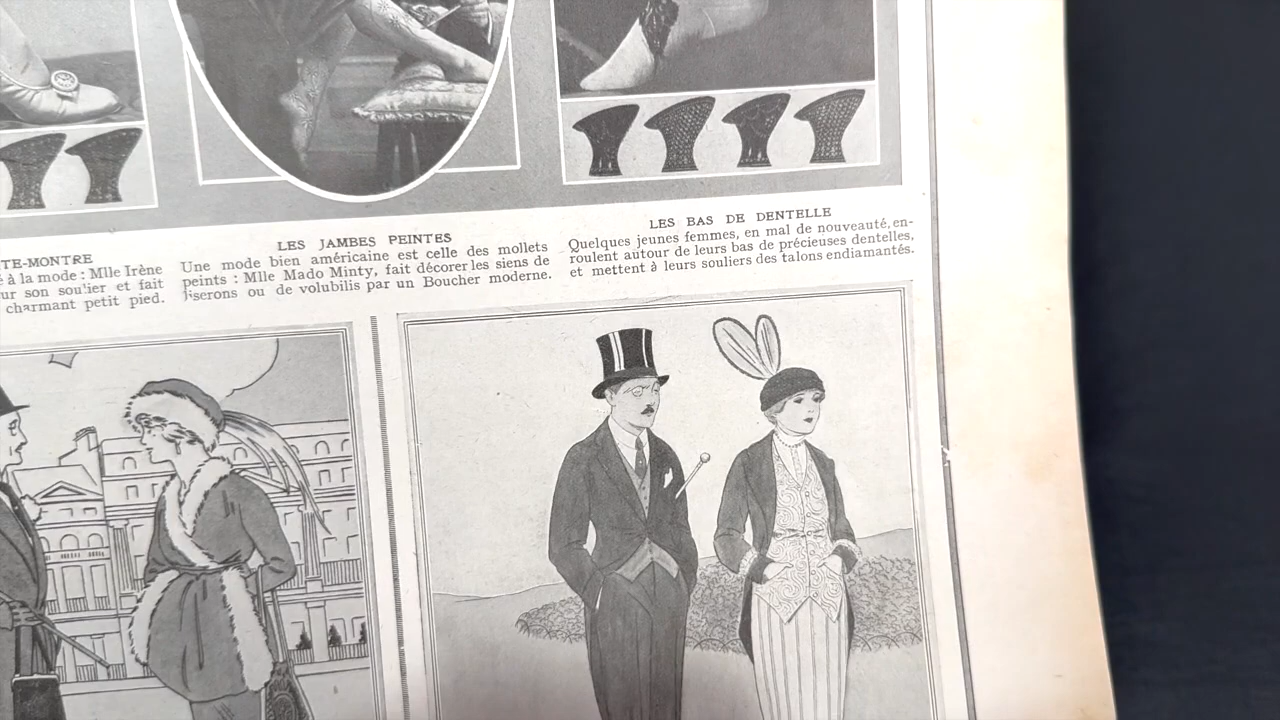 TE-MONTRE
é à la mode : Mlle Irène
ur son soulier et fait
charmant petit pied.
LES JAMBES PEINTES
Une mode bien américaine est celle des mollets
peints : Mlle Mado Minty, fait décorer les siens de
liserons ou de volubilis par un Boucher moderne.
LES BAS DE DENTELLE
Quelques jeunes femmes, en mal de nouveauté, en-
roulent autour de leurs bas de précieuses dentelles,
et mettent à leurs souliers des talons endiamantés.